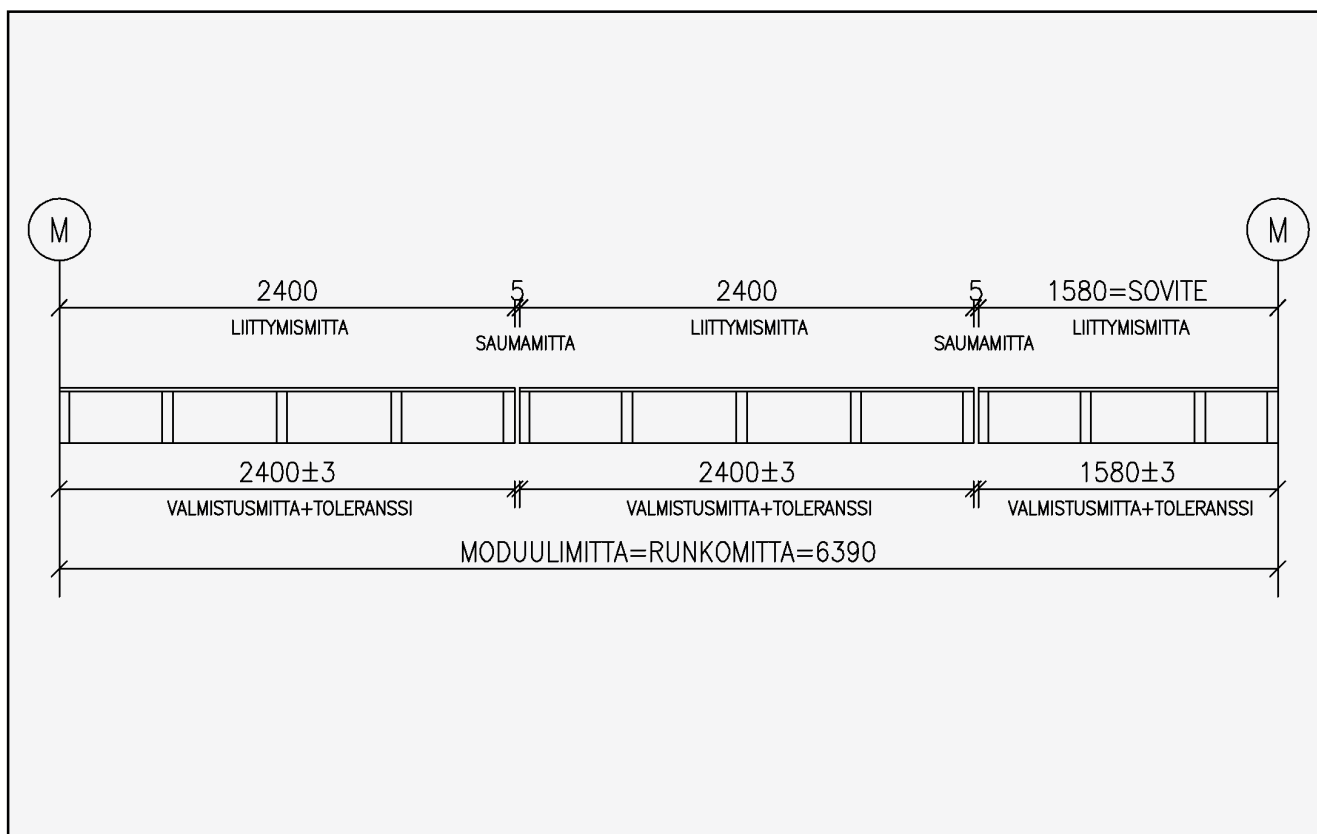 M M
2400 5 2400 5 1580=SOVITE
LIITTYMISMITTA LIITTYMISMITTA LIITTYMISMITTA
SAUMAMITTA SAUMAMITTA
2400±3 2400±3 1580±3
VALMISTUSMITTA+TOLERANSSI VALMISTUSMITTA+TOLERANSSI VALMISTUSMITTA+TOLERANSSI
MODUULIMITTA=RUNKOMITTA=6390